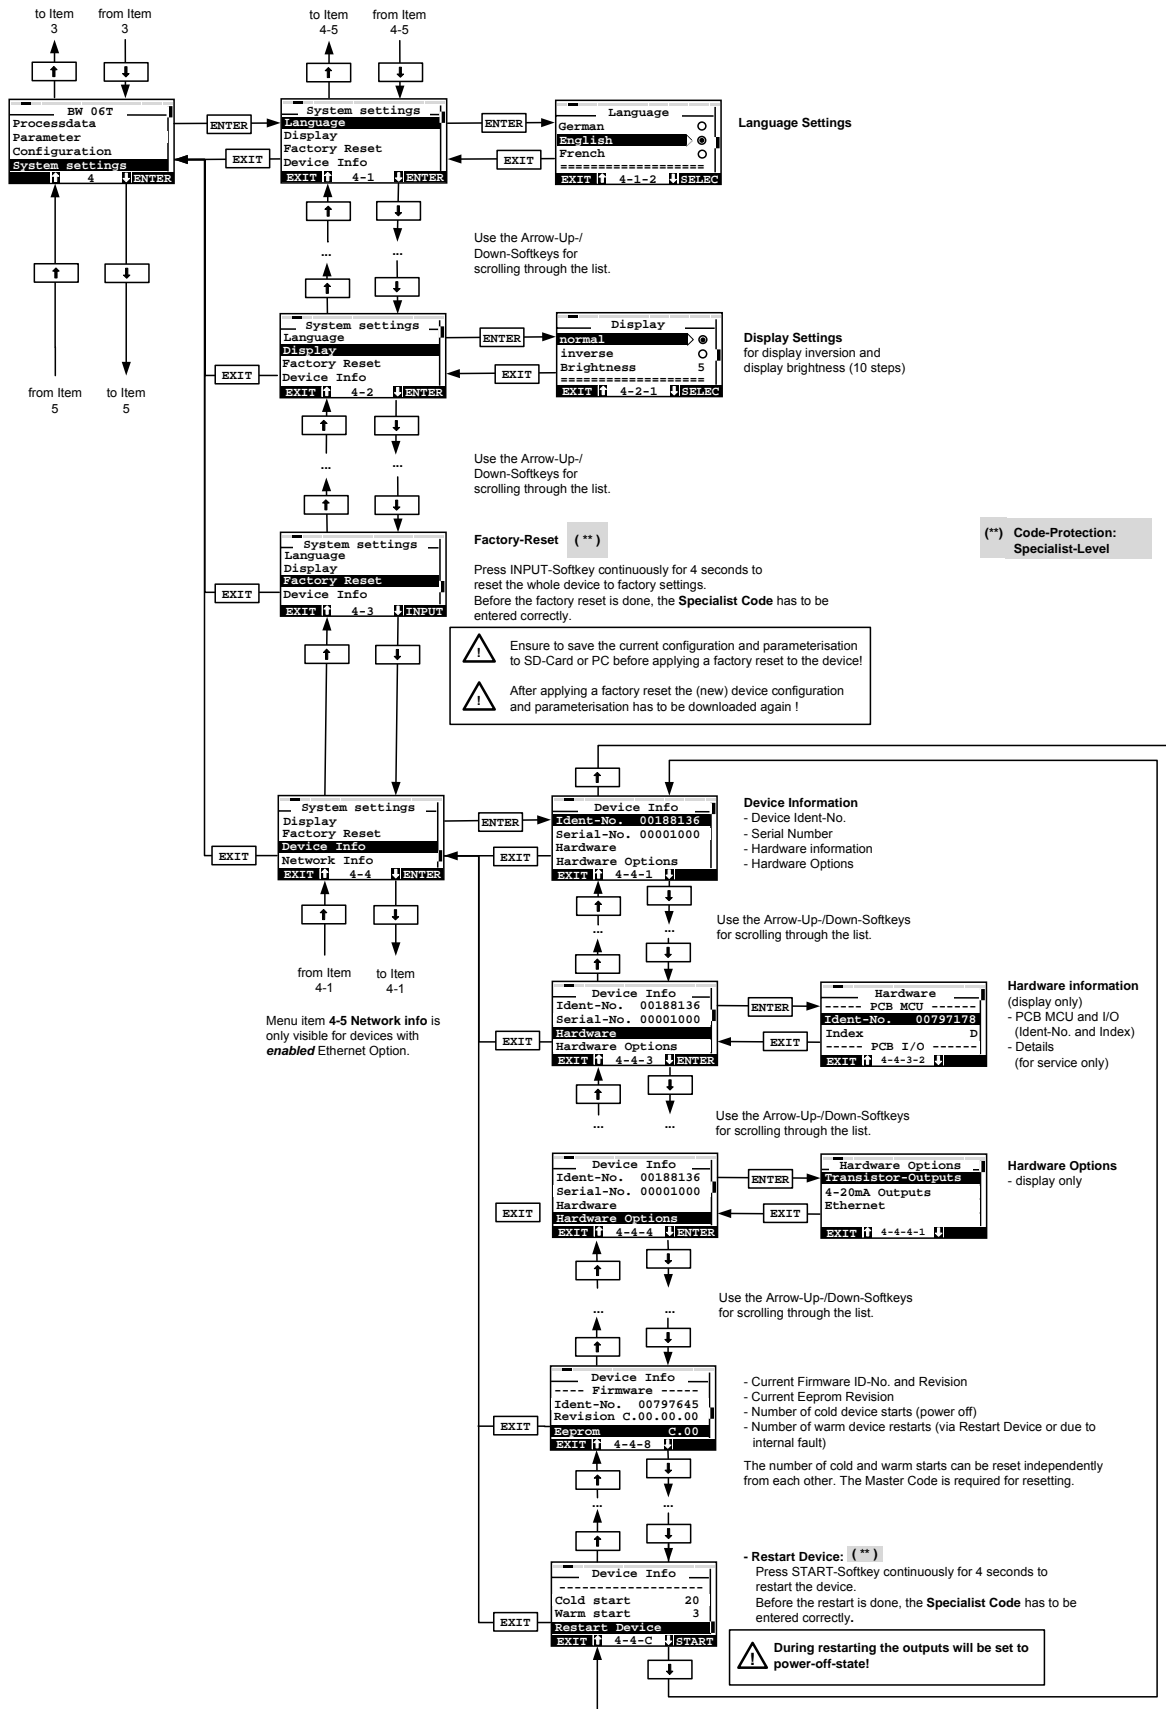 to Item
3
from Item
3
to Item
4-5
from Item
4-5
BW 06T
Processdata
Parameter
Configuration
System settings
4 ENTER
ENTER
EXIT
System settings
Language
Display
Factory Reset
Device Info
EXIT 4-1 ENTER
ENTER
EXIT
Language
German
English
French
====================
EXIT 4-1-2 SELEC
Language Settings
...
...
Use the Arrow-Up-/
Down-Softkeys for
scrolling through the list.
from Item
5
to Item
5
EXIT
System settings
Language
Display
Factory Reset
Device Info
EXIT 4-2 ENTER
ENTER
EXIT
Display
normal
inverse
Brightness 5
====================
EXIT 4-2-1 SELEC
Display Settings
for display inversion and
display brightness (10 steps)
...
...
Use the Arrow-Up-/
Down-Softkeys for
scrolling through the list.
EXIT
System settings
Language
Display
Factory Reset
Device Info
EXIT 4-3 INPUT
Factory-Reset (**)
Press INPUT-Softkey continuously for 4 seconds to
reset the whole device to factory settings.
Before the factory reset is done, the Specialist Code has to be
entered correctly.
(**) Code-Protection:
Specialist-Level
! Ensure to save the current configuration and parameterisation
to SD-Card or PC before applying a factory reset to the device!
! After applying a factory reset the (new) device configuration
and parameterisation has to be downloaded again !
EXIT
System settings
Display
Factory Reset
Device Info
Network Info
EXIT 4-4 ENTER
ENTER
EXIT
Device Info
Ident-No. 00188136
Serial-No. 00001000
Hardware
Hardware Options
EXIT 4-4-1
Device Information
- Device Ident-No.
- Serial Number
- Hardware information
- Hardware Options
from Item
4-1
to Item
4-1
Menu item 4-5 Network info is
only visible for devices with
enabled Ethernet Option.
...
...
Use the Arrow-Up-/Down-Softkeys
for scrolling through the list.
EXIT
Device Info
Ident-No. 00188136
Serial-No. 00001000
Hardware
Hardware Options
EXIT 4-4-3 ENTER
ENTER
EXIT
Hardware
----- PCB MCU ------
Ident-No. 00797178
Index D
----- PCB I/O ------
EXIT 4-4-3-2
Hardware information
(display only)
- PCB MCU and I/O
(Ident-No. and Index)
- Details
(for service only)
...
...
Use the Arrow-Up-/Down-Softkeys
for scrolling through the list.
EXIT
Device Info
Ident-No. 00188136
Serial-No. 00001000
Hardware
Hardware Options
EXIT 4-4-4 ENTER
ENTER
EXIT
Hardware Options
Transistor-Outputs
4-20mA Outputs
Ethernet
EXIT 4-4-4-1
Hardware Options
- display only
...
...
Use the Arrow-Up-/Down-Softkeys
for scrolling through the list.
EXIT
Device Info
---- Firmware -----
Ident-No. 00797645
Revision C.00.00.00
Eeprom C.00
EXIT 4-4-8
- Current Firmware ID-No. and Revision
- Current Eeprom Revision
- Number of cold device starts (power off)
- Number of warm device restarts (via Restart Device or due to
internal fault)
The number of cold and warm starts can be reset independently
from each other. The Master Code is required for resetting.
...
...
EXIT
Device Info
--------------------
Cold start 20
Warm start 3
Restart Device
EXIT 4-4-C START
- Restart Device: (**)
Press START-Softkey continuously for 4 seconds to
restart the device.
Before the restart is done, the Specialist Code has to be
entered correctly.
! During restarting the outputs will be set to
power-off-state!